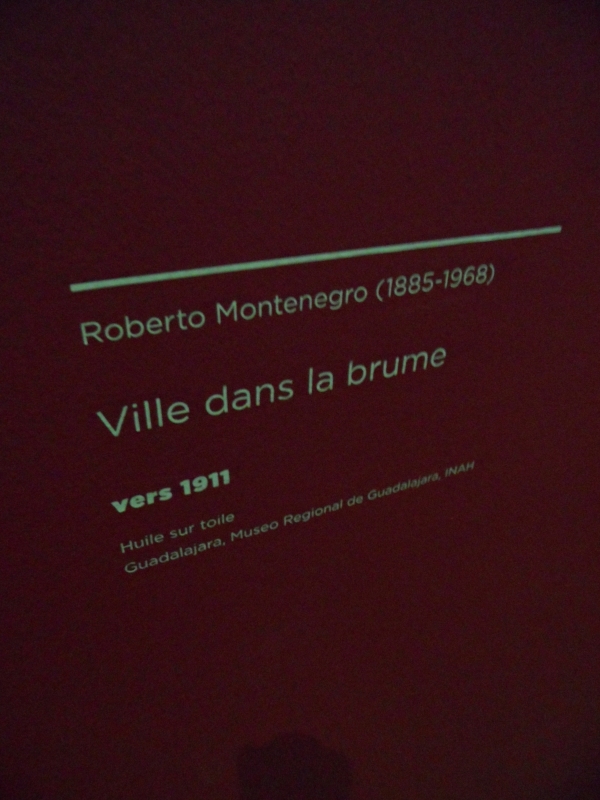 Roberto Montenegro (1885-1968)
Ville dans la brume
vers 1911
Huile sur toile
Guadalajara, Museo Regional de Guadalajara, INAH